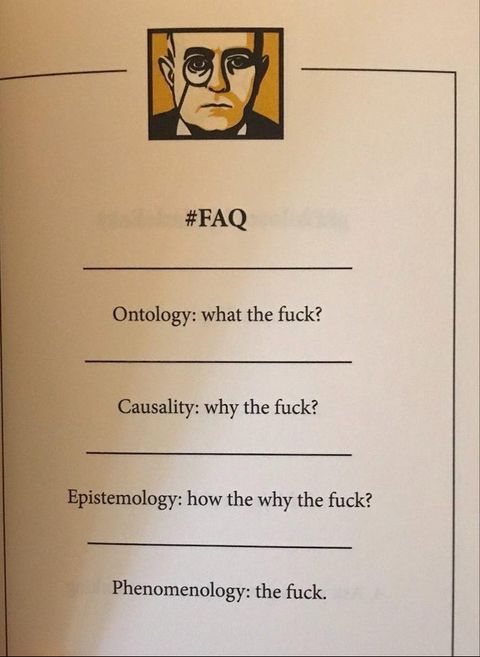 #FAQ
Ontology: what the fuck?
Causality: why the fuck?
Epistemology: how the why the fuck?
Phenomenology: the fuck.